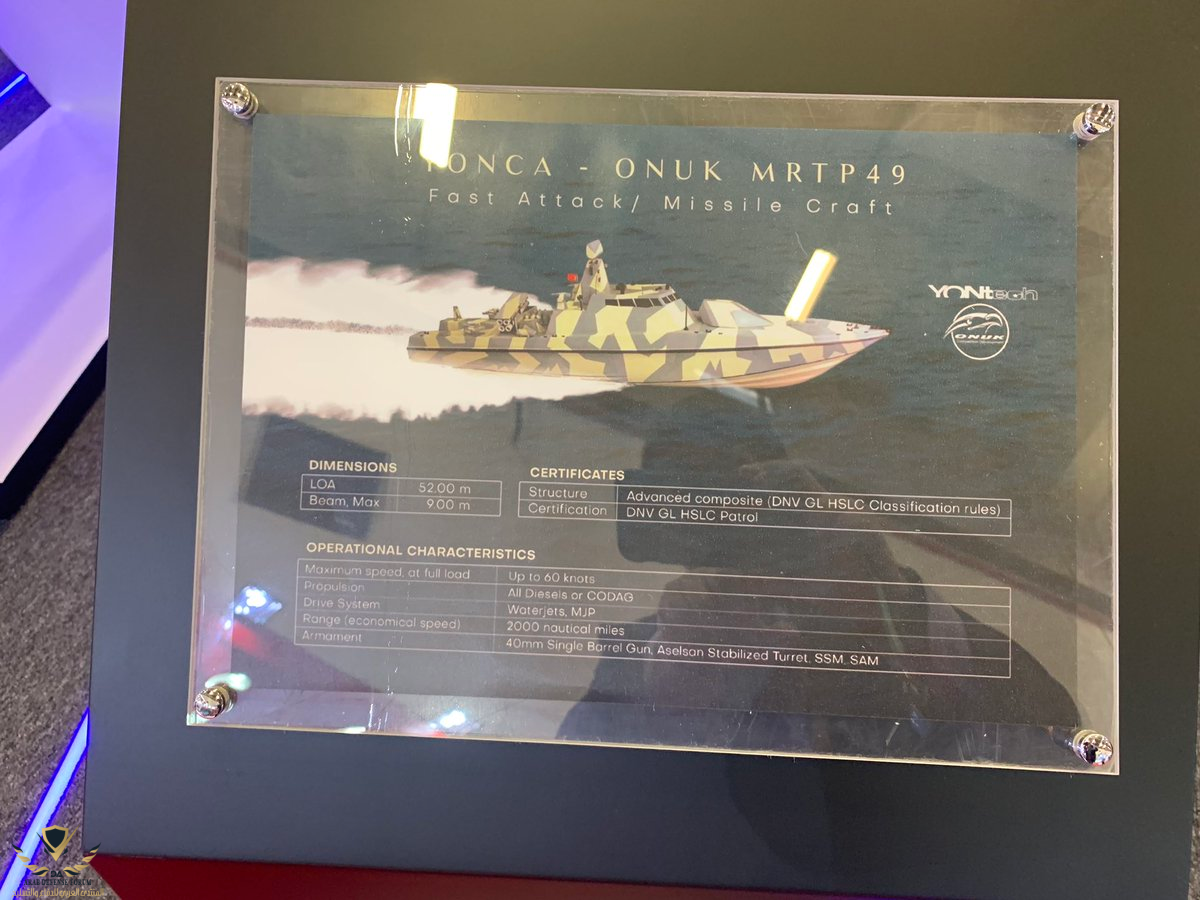 YONCA - ONUK MRTP49
Fast Attack/ Missile Craft
YONtech
ONUK
DIMENSIONS
LOA 52.00 m
Beam, Max 9.00 m
CERTIFICATES
Structure Advanced composite (DNV GL HSLC Classification rules)
Certification DNV GL HSLC Patrol
OPERATIONAL CHARACTERISTICS
Maximum speed, at full load Up to 60 knots
Propulsion All Diesels or CODAG
Drive System Waterjets, MJP
Range (economical speed) 2000 nautical miles
Armament 40mm Single Barrel Gun, Aselsan Stabilized Turret, SSM, SAM